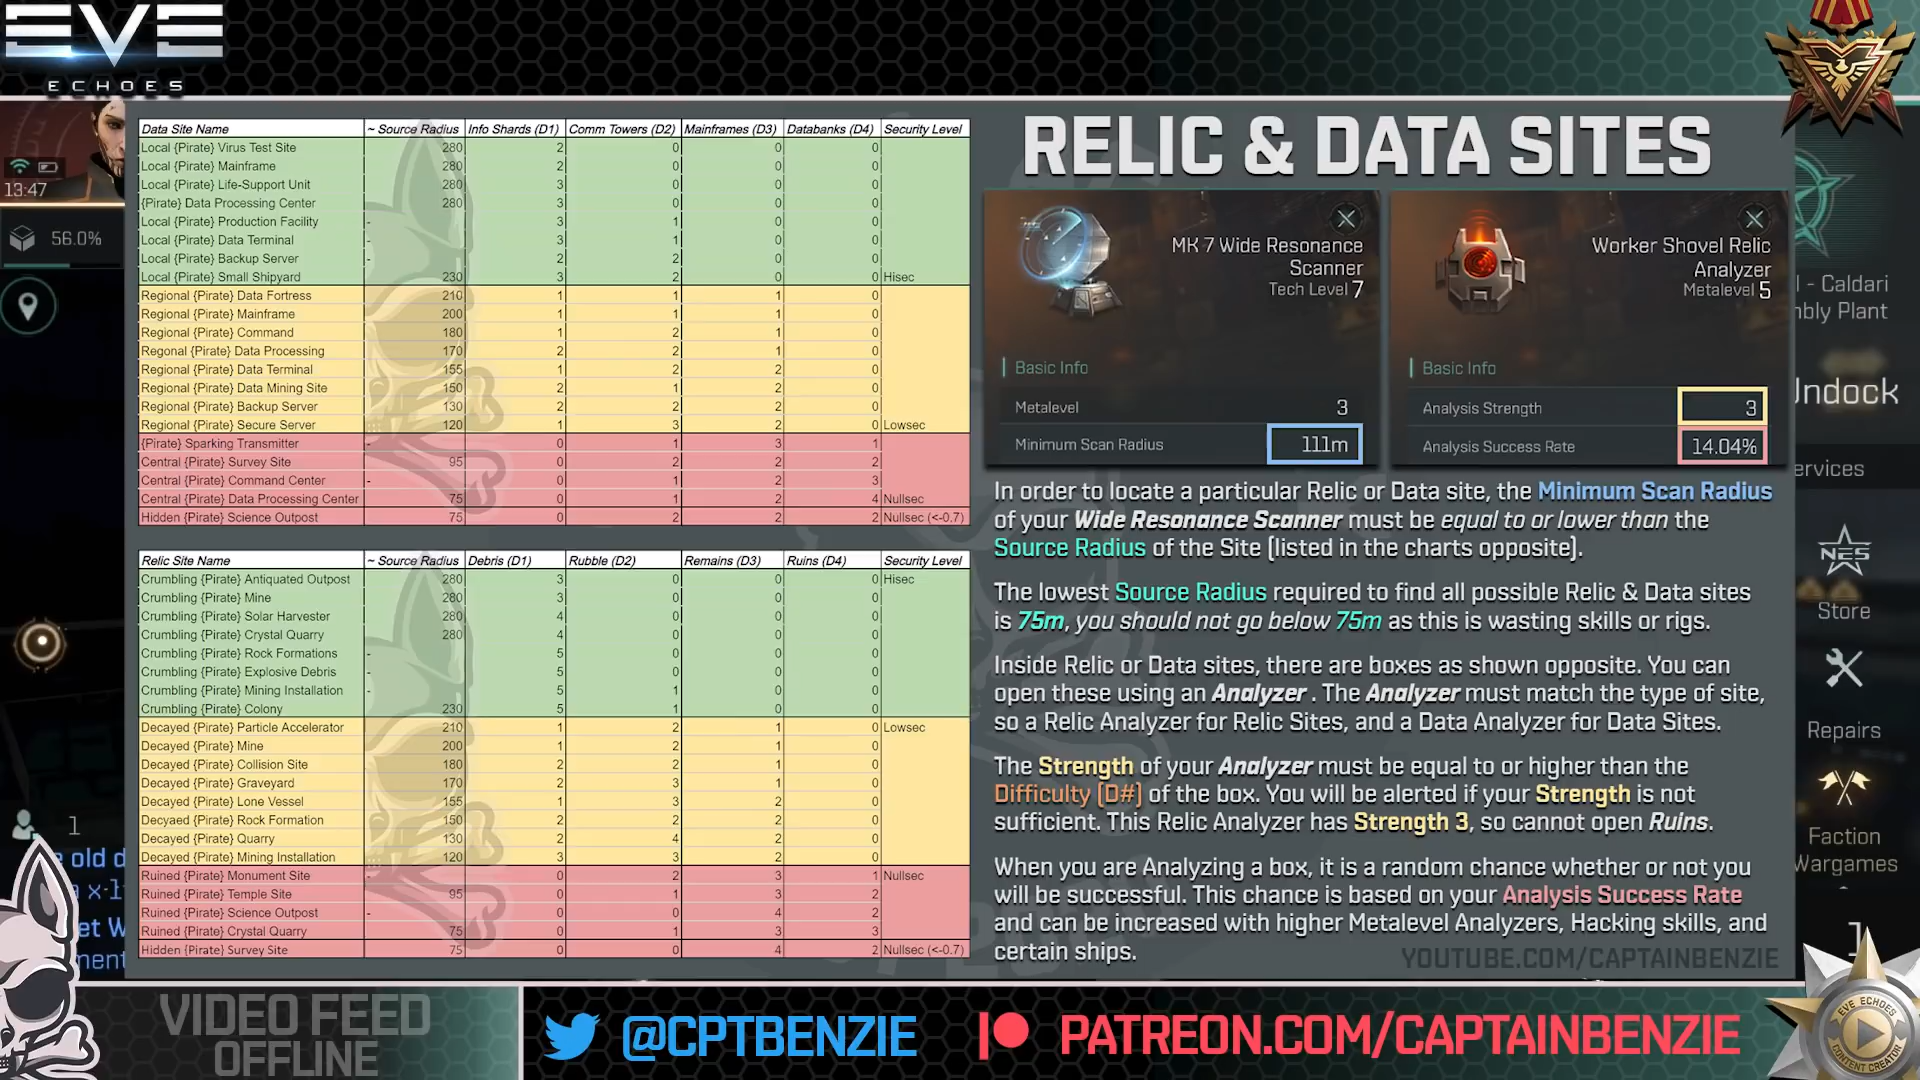 EVE
ECHOES
13:47
56.0%
Data Site Name ~ Source Radius Info Shards (D1) Comm Towers (D2) Mainframes (D3) Databanks (D4) Security Level
Local {Pirate} Virus Test Site 280 2 0 0 0
Local {Pirate} Mainframe 280 2 0 0 0
Local {Pirate} Life-Support Unit 280 3 0 0 0
{Pirate} Data Processing Center 280 3 0 0 0
Local {Pirate} Production Facility - 3 1 0 0
Local {Pirate} Data Terminal - 3 1 0 0
Local {Pirate} Backup Server - 2 2 0 0
Local {Pirate} Small Shipyard 230 3 2 0 0 Hisec
Regional {Pirate} Data Fortress 210 1 1 1 0
Regional {Pirate} Mainframe 200 1 1 1 0
Regional {Pirate} Command 180 1 2 1 0
Regonal {Pirate} Data Processing 170 2 2 1 0
Regional {Pirate} Data Terminal 155 1 2 2 0
Regional {Pirate} Data Mining Site 150 2 1 2 0
Regional {Pirate} Backup Server 130 2 2 2 0
Regional {Pirate} Secure Server 120 1 3 2 0 Lowsec
{Pirate} Sparking Transmitter - 0 1 3 1
Central {Pirate} Survey Site 95 0 2 2 2
Central {Pirate} Command Center - 0 1 2 3
Central {Pirate} Data Processing Center 75 0 1 2 4 Nullsec
Hidden {Pirate} Science Outpost 75 0 2 2 2 Nullsec (<-0.7)
Relic Site Name ~ Source Radius Debris (D1) Rubble (D2) Remains (D3) Ruins (D4) Security Level
Crumbling {Pirate} Antiquated Outpost 280 3 0 0 0 Hisec
Crumbling {Pirate} Mine 280 3 0 0 0
Crumbling {Pirate} Solar Harvester 280 4 0 0 0
Crumbling {Pirate} Crystal Quarry 280 4 0 0 0
Crumbling {Pirate} Rock Formations - 5 0 0 0
Crumbling {Pirate} Explosive Debris - 5 0 0 0
Crumbling {Pirate} Mining Installation - 5 1 0 0
Crumbling {Pirate} Colony 230 5 1 0 0
Decayed {Pirate} Particle Accelerator 210 1 2 1 0 Lowsec
Decayed {Pirate} Mine 200 1 2 1 0
Decayed {Pirate} Collision Site 180 2 2 1 0
Decayed {Pirate} Graveyard 170 2 3 1 0
Decayed {Pirate} Lone Vessel 155 1 3 2 0
Decyaed {Pirate} Rock Formation 150 2 2 2 0
Decayed {Pirate} Quarry 130 2 4 2 0
Decayed {Pirate} Mining Installation 120 3 3 2 0
Ruined {Pirate} Monument Site - 0 2 3 1 Nullsec
Ruined {Pirate} Temple Site 95 0 1 3 2
Ruined {Pirate} Science Outpost - 0 0 4 2
Ruined {Pirate} Crystal Quarry 75 0 1 3 3
Hidden {Pirate} Survey Site 75 0 0 4 2 Nullsec (<-0.7)
RELIC & DATA SITES
MK 7 Wide Resonance
Scanner
Tech Level 7
Basic Info
Metalevel 3
Minimum Scan Radius 111m
Worker Shovel Relic
Analyzer
Metalevel 5
Basic Info
Analysis Strength 3
Analysis Success Rate 14.04%
In order to locate a particular Relic or Data site, the Minimum Scan Radius
of your Wide Resonance Scanner must be equal to or lower than the
Source Radius of the Site (listed in the charts opposite).
The lowest Source Radius required to find all possible Relic & Data sites
is 75m, you should not go below 75m as this is wasting skills or rigs.
Inside Relic or Data sites, there are boxes as shown opposite. You can
open these using an Analyzer . The Analyzer must match the type of site,
so a Relic Analyzer for Relic Sites, and a Data Analyzer for Data Sites.
The Strength of your Analyzer must be equal to or higher than the
Difficulty (D#) of the box. You will be alerted if your Strength is not
sufficient. This Relic Analyzer has Strength 3, so cannot open Ruins.
When you are Analyzing a box, it is a random chance whether or not you
will be successful. This chance is based on your Analysis Success Rate
and can be increased with higher Metalevel Analyzers, Hacking skills, and
certain ships.
YOUTUBE.COM/CAPTAINBENZIE
- Caldari
bly Plant
Undock
ervices
NES
Store
Repairs
Faction
Wargames
1
1
e old d
x-1
et W
ment
VIDEO FEED
OFFLINE
@CPTBENZIE
PATREON.COM/CAPTAINBENZIE
EVE ECHOES
CONTENT CREATOR